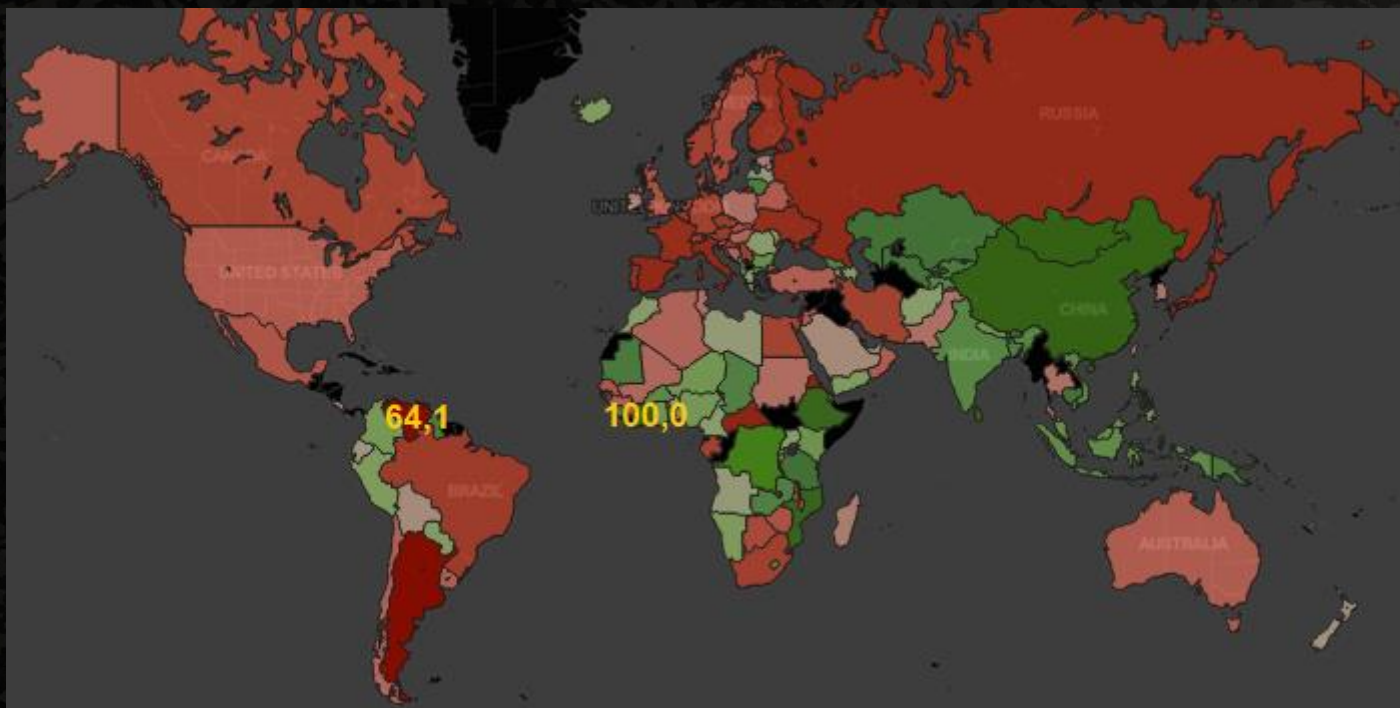 RUSSIA
CANADA
UNITED STATES
CHINA
INDIA
64,1
100,0
BRAZIL
AUSTRALIA